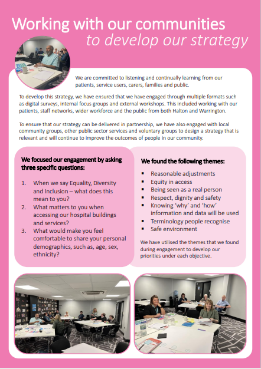 Working with our communities
to develop our strategy
We are committed to listening and continually learning from our
patients, service users, carers, families and public.
To develop this strategy, we have ensured that we have engaged through multiple formats such
as digital surveys, internal focus groups and external workshops. This included working with our
patients, staff networks, wider workforce and the public from both Halton and Warrington.
To ensure that our strategy can be delivered in partnership, we have also engaged with local
community groups, other public sector services and voluntary groups to design a strategy that is
relevant and will continue to improve the outcomes of people in our community.
We focused our engagement by asking
three specific questions:
1. When we say Equality, Diversity
and Inclusion – what does this
mean to you?
2. What matters to you when
accessing our hospital buildings
and services?
3. What would make you feel
comfortable to share your personal
demographics, such as, age, sex,
ethnicity?
We found the following themes:
• Reasonable adjustments
• Equity in access
• Being seen as a real person
• Respect, dignity and safety
• Knowing 'why' and 'how'
information and data will be used
• Terminology people recognise
• Safe environment
We have utilised the themes that we found
during engagement to develop our
priorities under each objective.